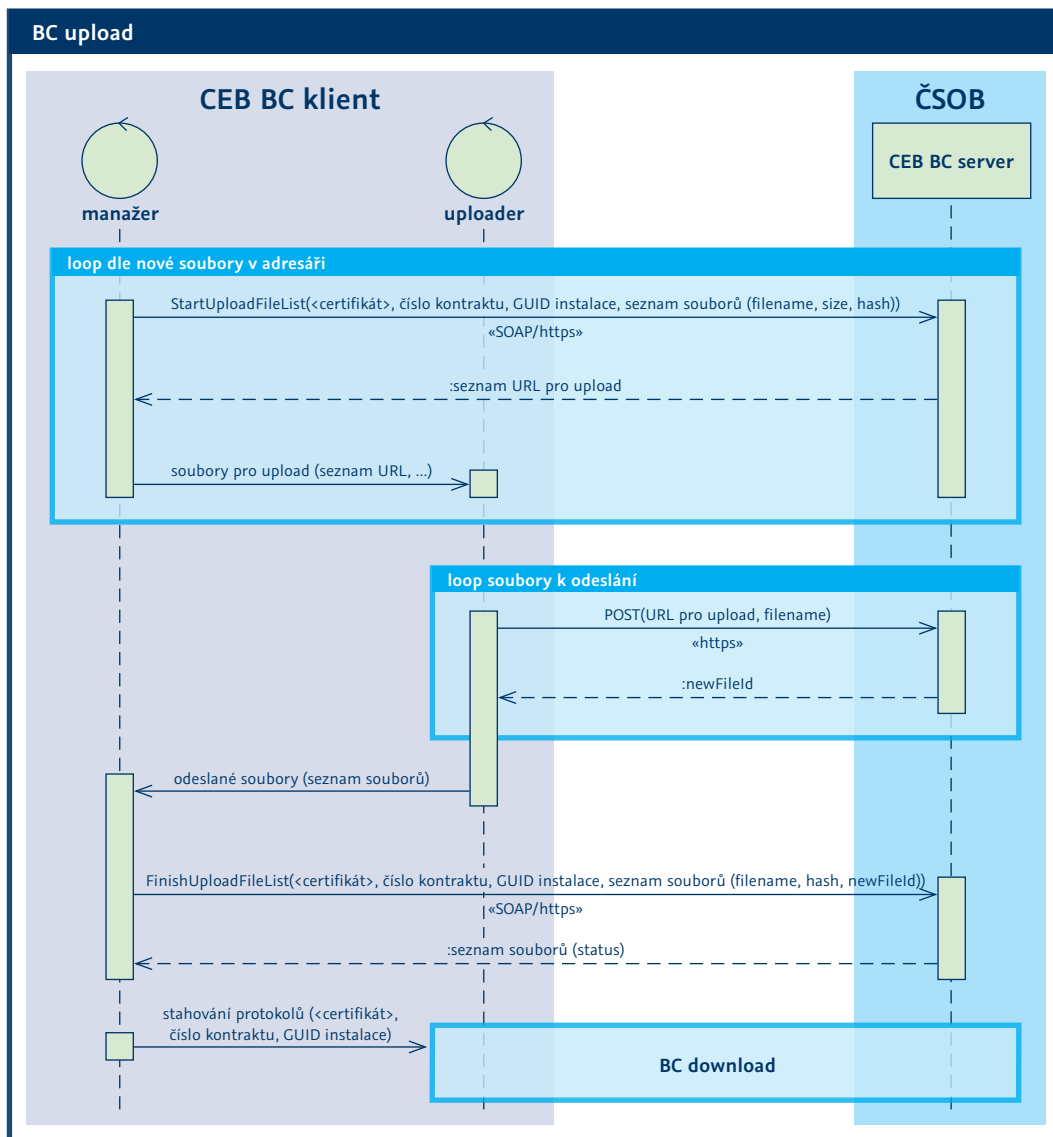 BC upload
CEB BC klient
ČSOB
CEB BC server
manažer
uploader
loop dle nové soubory v adresáři
StartUploadFileList(<certifikát>, číslo kontraktu, GUID instalace, seznam souborů (filename, size, hash))
«SOAP/https»
:seznam URL pro upload
soubory pro upload (seznam URL, ...)
loop soubory k odeslání
POST(URL pro upload, filename)
«https»
:newFileId
odeslané soubory (seznam souborů)
FinishUploadFileList(<certifikát>, číslo kontraktu, GUID instalace, seznam souborů (filename, hash, newFileId))
«SOAP/https»
:seznam souborů (status)
stahování protokolů (<certifikát>,
číslo kontraktu, GUID instalace)
BC download